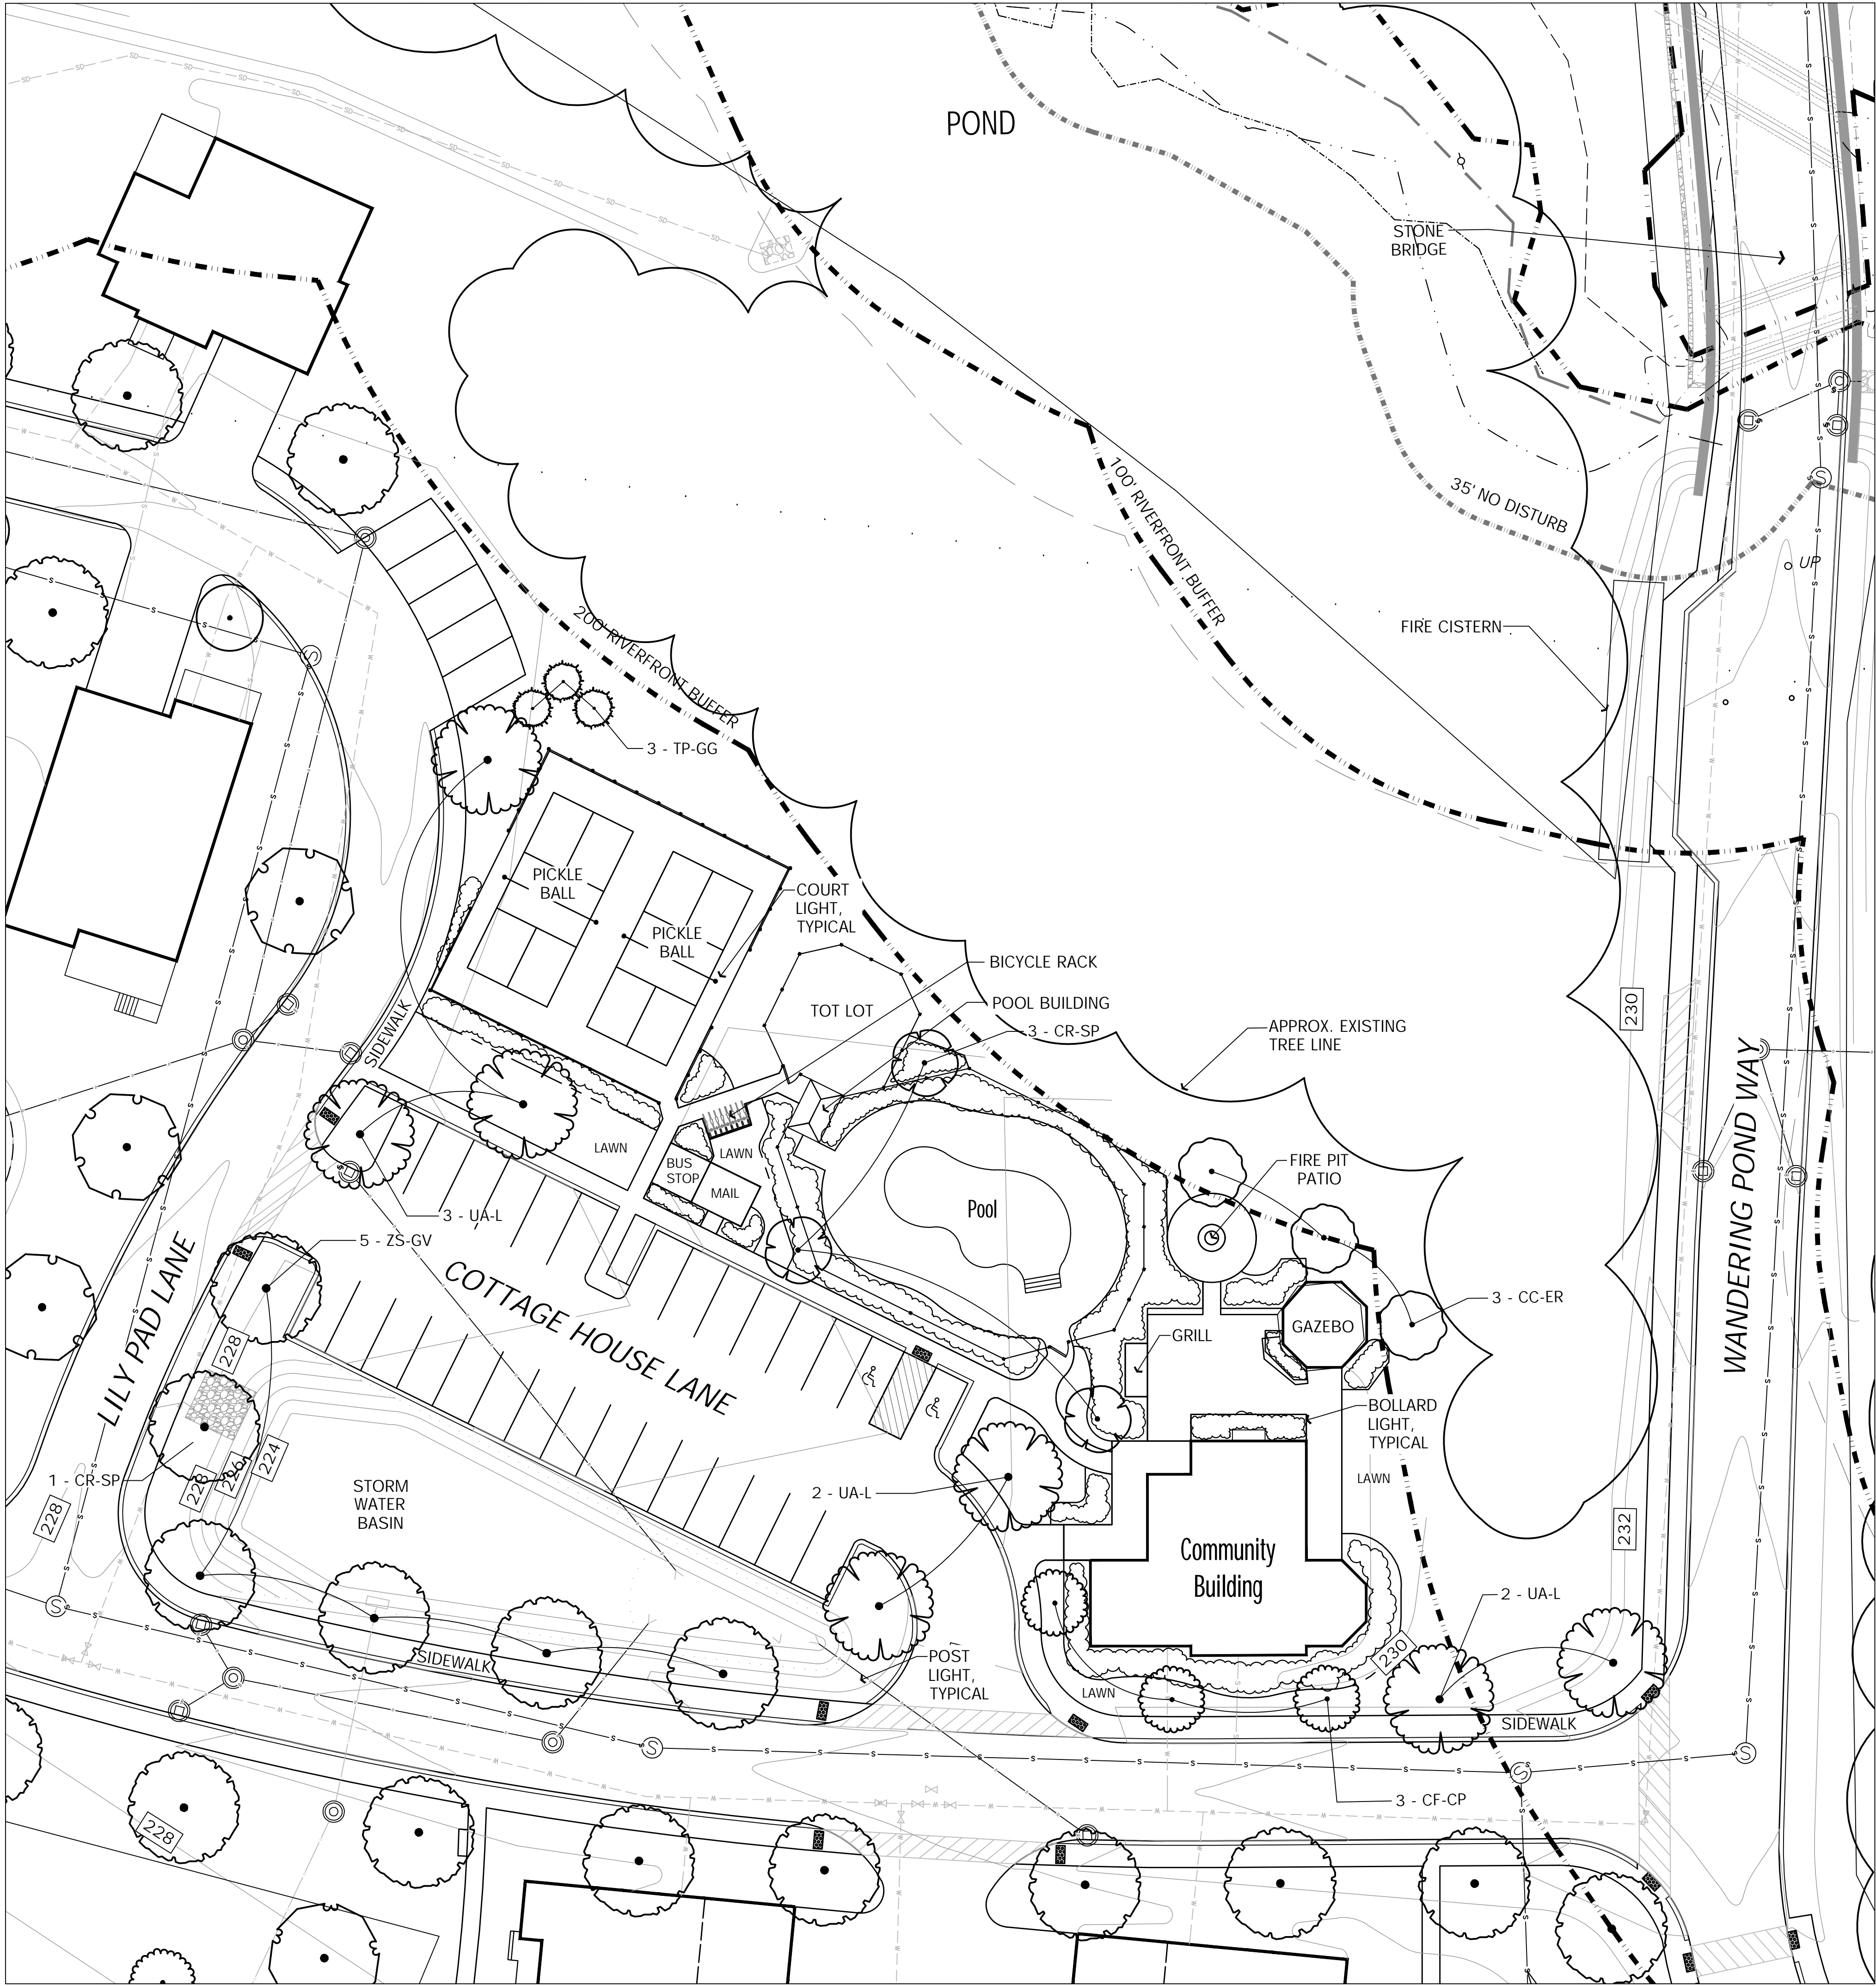 POND
STONE
BRIDGE
100' RIVERFRONT BUFFER
35' NO DISTURB
UP
FIRE CISTERN
200' RIVERFRONT BUFFER
3 - TP-GG
PICKLE
BALL
PICKLE
BALL
COURT
LIGHT,
TYPICAL
BICYCLE RACK
TOT LOT
POOL BUILDING
3 - CR-SP
APPROX. EXISTING
TREE LINE
230
SIDEWALK
WANDERING POND WAY
LAWN
LAWN
BUS
STOP
MAIL
FIRE PIT
PATIO
Pool
3 - UA-L
5 - ZS-GV
LILY PAD LANE
COTTAGE HOUSE LANE
3 - CC-ER
GAZEBO
GRILL
228
BOLLARD
LIGHT,
TYPICAL
LAWN
1 - CR-SP
228
226
224
228
STORM
WATER
BASIN
2 - UA-L
232
Community
Building
2 - UA-L
SIDEWALK
POST
LIGHT,
TYPICAL
230
LAWN
SIDEWALK
3 - CF-CP
228